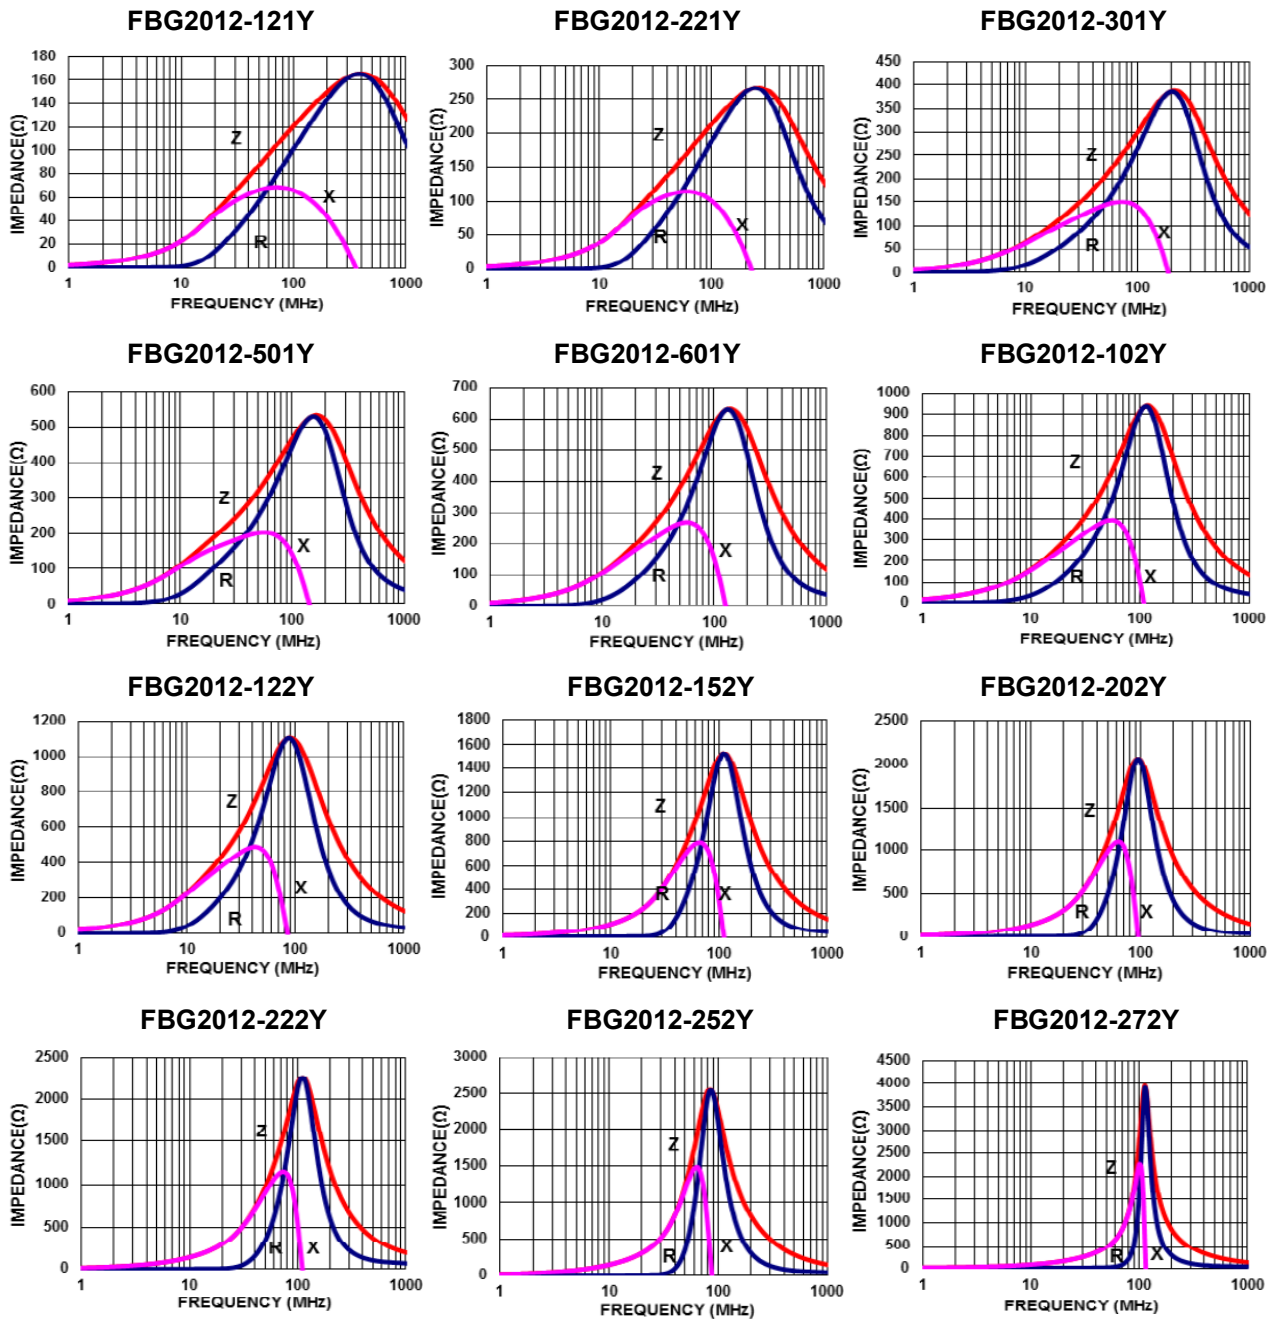 FBG2012-121Y
IMPEDANCE(Ω)
180
160
140
120
100
80
60
40
20
0
Z
X
R
1 10 100 1000
FREQUENCY (MHz)
FBG2012-221Y
IMPEDANCE(Ω)
300
250
200
150
100
50
0
Z
X
R
1 10 100 1000
FREQUENCY (MHz)
FBG2012-301Y
IMPEDANCE(Ω)
450
400
350
300
250
200
150
100
50
0
Z
X
R
1 10 100 1000
FREQUENCY (MHz)
FBG2012-501Y
IMPEDANCE(Ω)
600
500
400
300
200
100
0
Z
X
R
1 10 100 1000
FREQUENCY (MHz)
FBG2012-601Y
IMPEDANCE(Ω)
700
600
500
400
300
200
100
0
Z
X
R
1 10 100 1000
FREQUENCY (MHz)
FBG2012-102Y
IMPEDANCE(Ω)
1000
900
800
700
600
500
400
300
200
100
0
Z
R
X
1 10 100 1000
FREQUENCY (MHz)
FBG2012-122Y
IMPEDANCE(Ω)
1200
1000
800
600
400
200
0
Z
X
R
1 10 100 1000
FREQUENCY (MHz)
FBG2012-152Y
IMPEDANCE(Ω)
1800
1600
1400
1200
1000
800
600
400
200
0
Z
R
X
1 10 100 1000
FREQUENCY (MHz)
FBG2012-202Y
IMPEDANCE(Ω)
2500
2000
1500
1000
500
0
Z
R
X
1 10 100 1000
FREQUENCY (MHz)
FBG2012-222Y
IMPEDANCE(Ω)
2500
2000
1500
1000
500
0
Z
R
X
1 10 100 1000
FREQUENCY (MHz)
FBG2012-252Y
IMPEDANCE(Ω)
3000
2500
2000
1500
1000
500
0
Z
R
X
1 10 100 1000
FREQUENCY (MHz)
FBG2012-272Y
IMPEDANCE(Ω)
4500
4000
3500
3000
2500
2000
1500
1000
500
0
Z
R
X
1 10 100 1000
FREQUENCY (MHz)